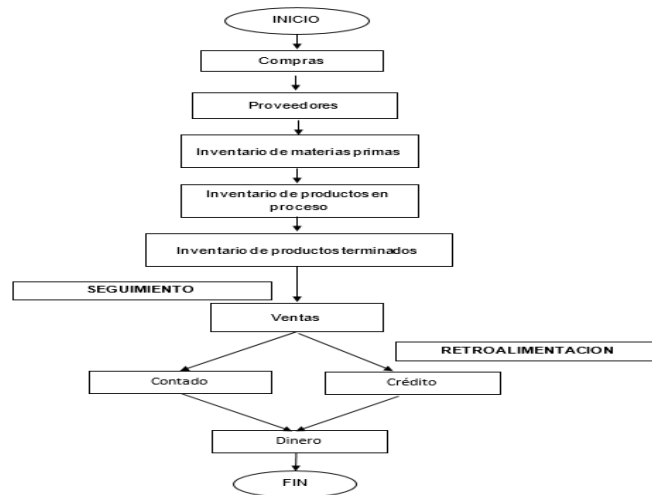 INICIO
Compras
Proveedores
Inventario de materias primas
Inventario de productos en
proceso
Inventario de productos terminados
SEGUIMIENTO
Ventas
RETROALIMENTACION
Contado
Crédito
Dinero
FIN